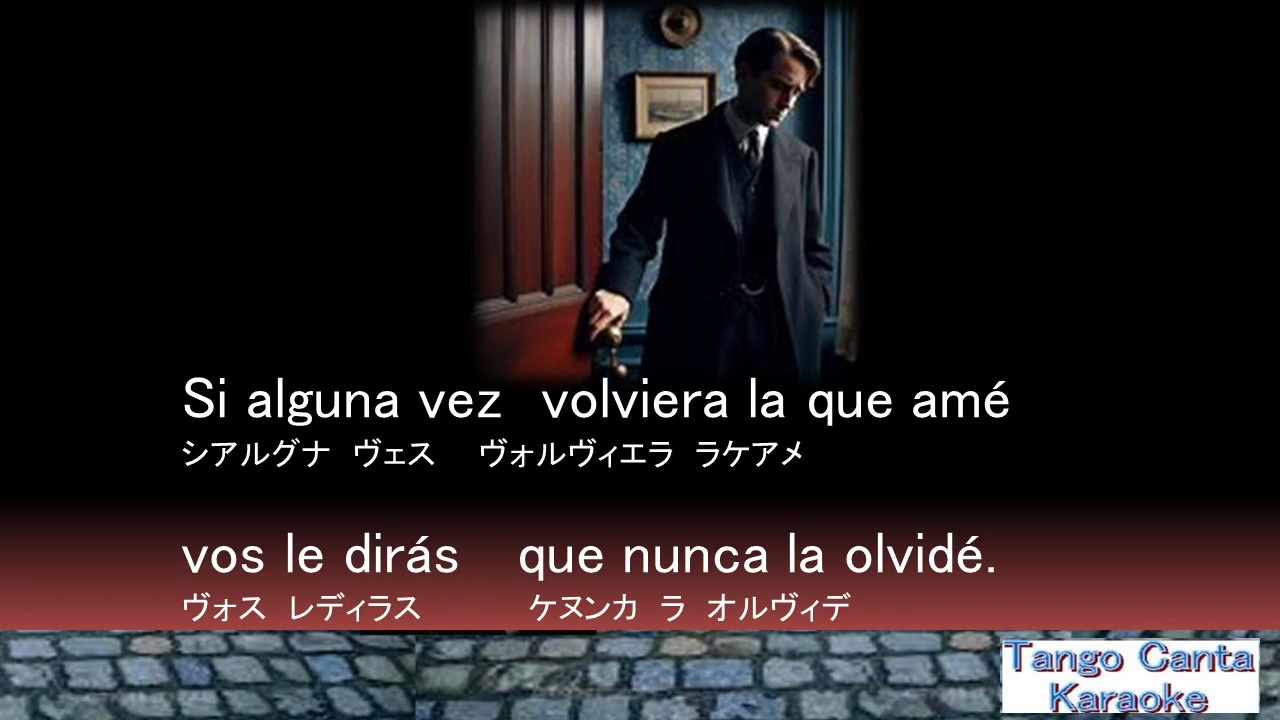 Si alguna vez volviera la que amé
シアルグナ ヴェス ヴォルヴィエラ ラケアメ
vos le dirás que nunca la olvidé.
ヴォス レディラス ケヌンカ ラ オルヴィデ
Tango Canta
Karaoke